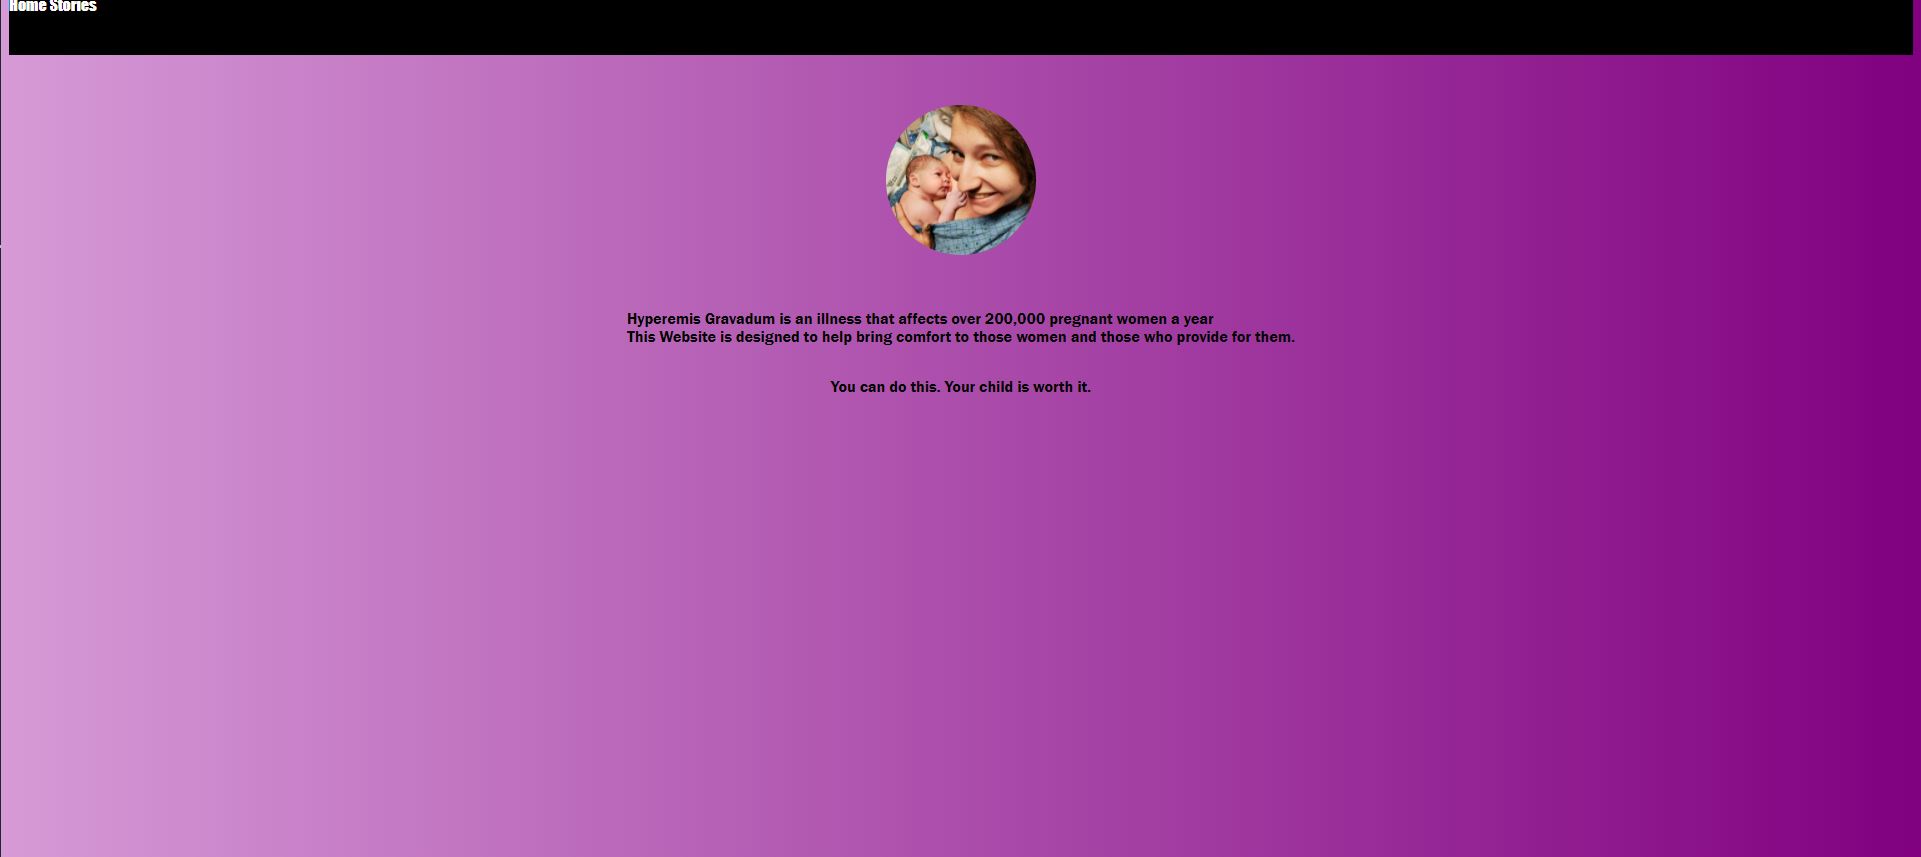 Home Stories
Hyperemis Gravadum is an illness that affects over 200,000 pregnant women a year
This Website is designed to help bring comfort to those women and those who provide for them.
You can do this. Your child is worth it.